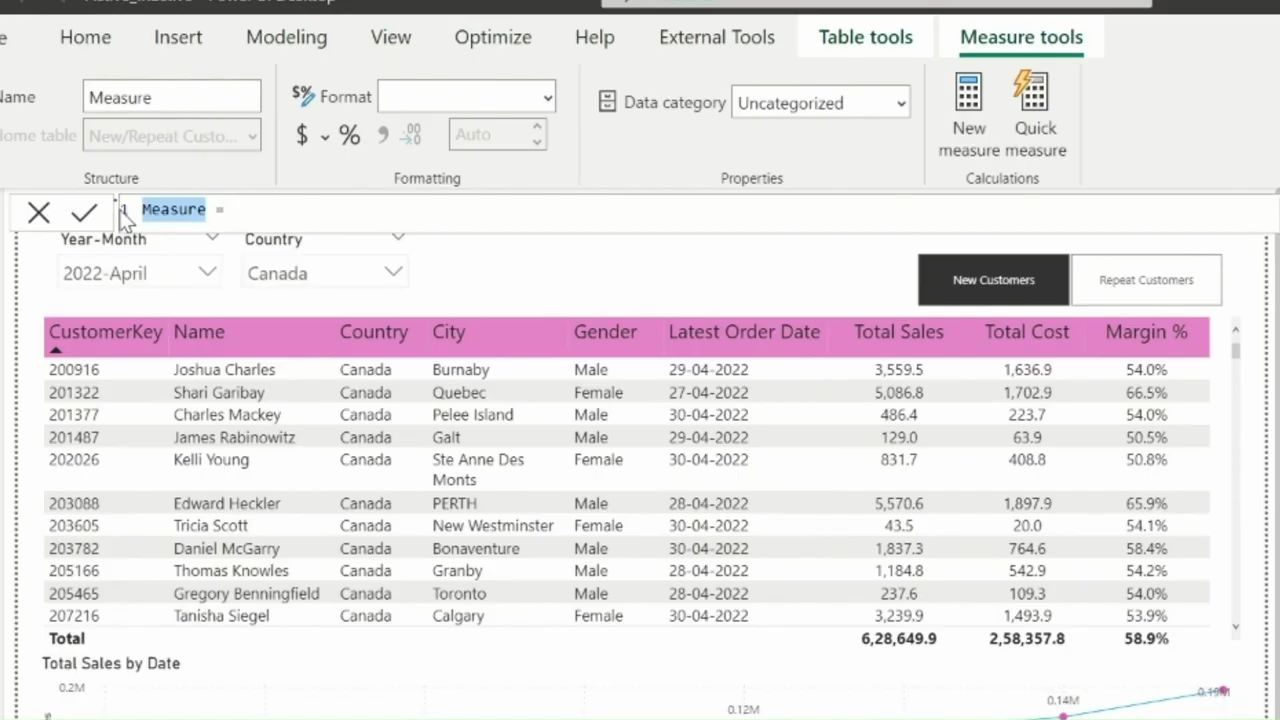 Home Insert Modeling View Optimize Help External Tools Table tools Measure tools
Name Measure
Home table New/Repeat Custo...
Structure
$% Format
$ % Auto
Formatting
Data category Uncategorized
Properties
New measure
Quick measure
Calculations
1 Measure =
Year-Month Country
2022-April Canada
New Customers Repeat Customers
CustomerKey Name Country City Gender Latest Order Date Total Sales Total Cost Margin %
200916 Joshua Charles Canada Burnaby Male 29-04-2022 3,559.5 1,636.9 54.0%
201322 Shari Garibay Canada Quebec Female 27-04-2022 5,086.8 1,702.9 66.5%
201377 Charles Mackey Canada Pelee Island Male 30-04-2022 486.4 223.7 54.0%
201487 James Rabinowitz Canada Galt Male 29-04-2022 129.0 63.9 50.5%
202026 Kelli Young Canada Ste Anne Des Monts Female 30-04-2022 831.7 408.8 50.8%
203088 Edward Heckler Canada PERTH Male 28-04-2022 5,570.6 1,897.9 65.9%
203605 Tricia Scott Canada New Westminster Female 30-04-2022 43.5 20.0 54.1%
203782 Daniel McGarry Canada Bonaventure Male 30-04-2022 1,837.3 764.6 58.4%
205166 Thomas Knowles Canada Granby Male 28-04-2022 1,184.8 542.9 54.2%
205465 Gregory Benningfield Canada Toronto Male 28-04-2022 237.6 109.3 54.0%
207216 Tanisha Siegel Canada Calgary Female 30-04-2022 3,239.9 1,493.9 53.9%
Total 6,28,649.9 2,58,357.8 58.9%
Total Sales by Date
0.2M
0.12M
0.14M
0.19M